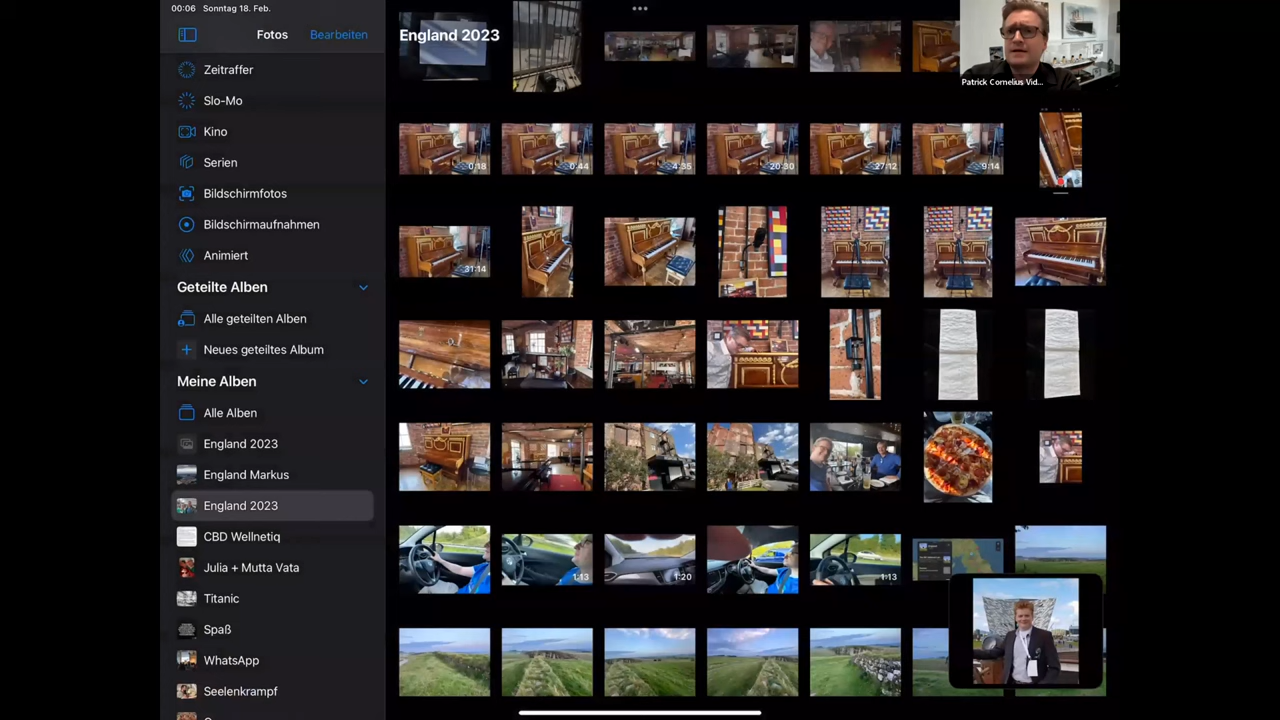 00:06 Sonntag 18. Feb.
Fotos
Bearbeiten
England 2023
Patrick Cornelius Vid...
Zeitraffer
Slo-Mo
Kino
Serien
Bildschirmfotos
Bildschirmaufnahmen
Animiert
Geteilte Alben
Alle geteilten Alben
Neues geteiltes Album
Meine Alben
Alle Alben
England 2023
England Markus
England 2023
CBD Wellnetiq
Julia + Mutta Vata
Titanic
Spaß
WhatsApp
Seelenkrampf
0:18
0:44
4:35
20:30
27:12
9:14
31:14
1:13
1:20
1:13